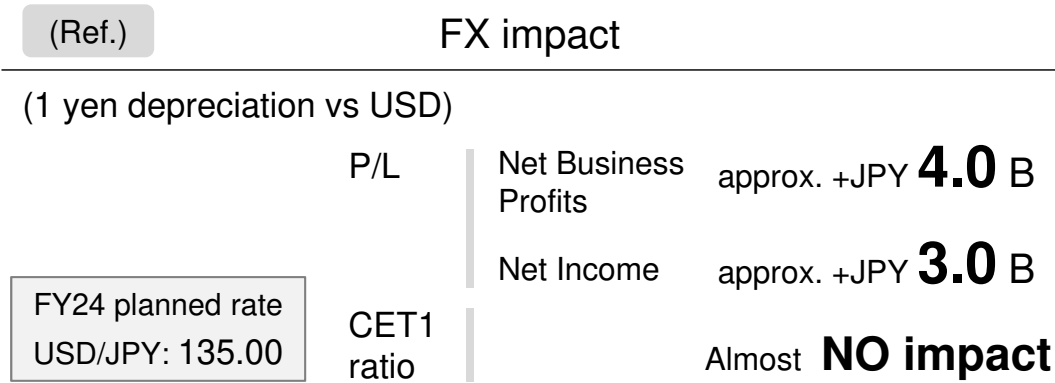 (Ref.)
FX impact
(1 yen depreciation vs USD)
P/L
Net Business
Profits
approx. +JPY 4.0 B
Net Income
approx. +JPY 3.0 B
FY24 planned rate
USD/JPY: 135.00
CET1
ratio
Almost NO impact